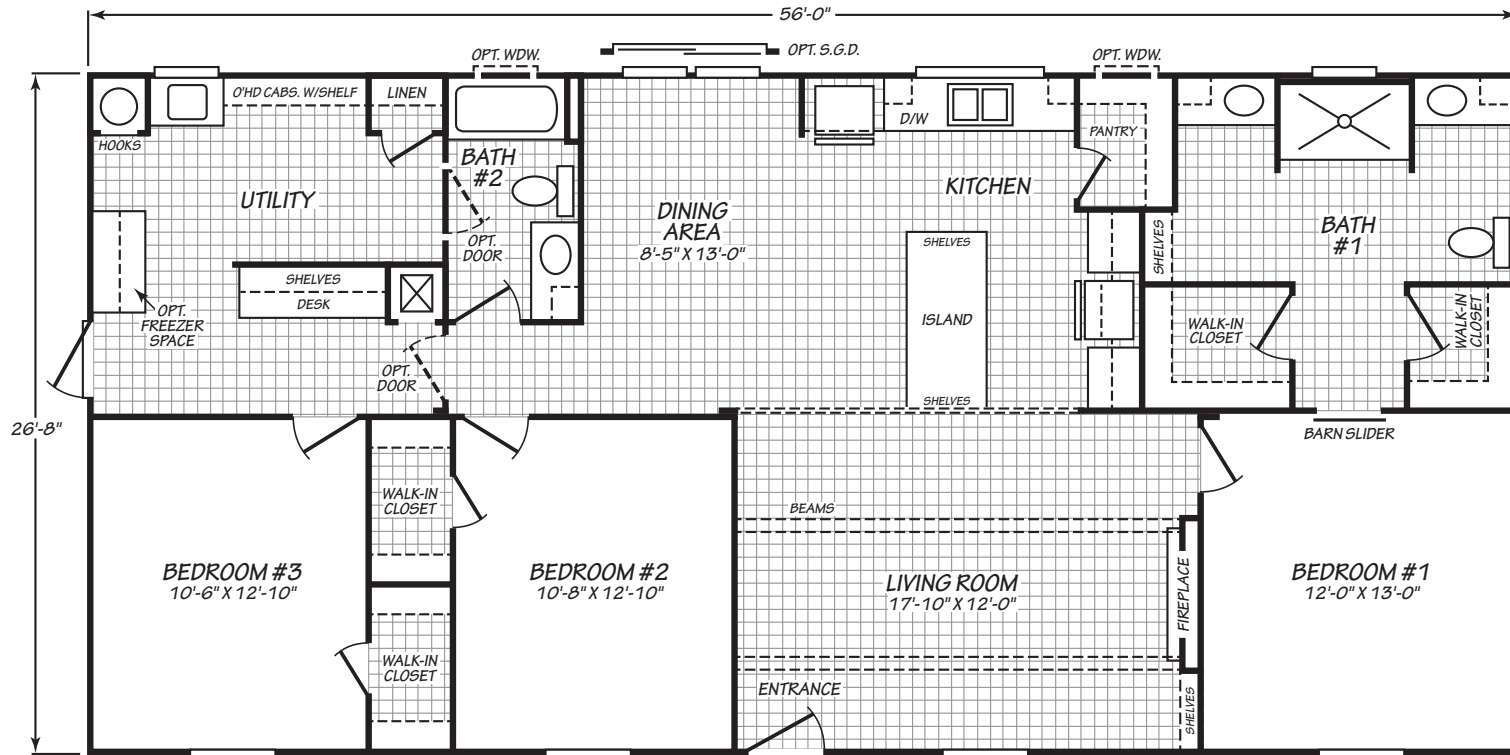 56'-0"
OPT. S.G.D.
OPT. WDW.
OPT. WDW.
O'HD CABS. W/SHELF
LINEN
D/W
PANTRY
HOOKS
BATH
#2
UTILITY
KITCHEN
DINING
AREA
8'-5" X 13'-0"
BATH
#1
SHELVES
SHELVES
OPT.
DOOR
SHELVES
DESK
OPT.
FREEZER
SPACE
ISLAND
WALK-IN
CLOSET
WALK-IN
CLOSET
OPT.
DOOR
SHELVES
26'-8"
BARN SLIDER
WALK-IN
CLOSET
BEAMS
BEDROOM #3
10'-6" X 12'-10"
BEDROOM #2
10'-8" X 12'-10"
LIVING ROOM
17'-10" X 12'-0"
FIREPLACE
BEDROOM #1
12'-0" X 13'-0"
WALK-IN
CLOSET
ENTRANCE
SHELVES